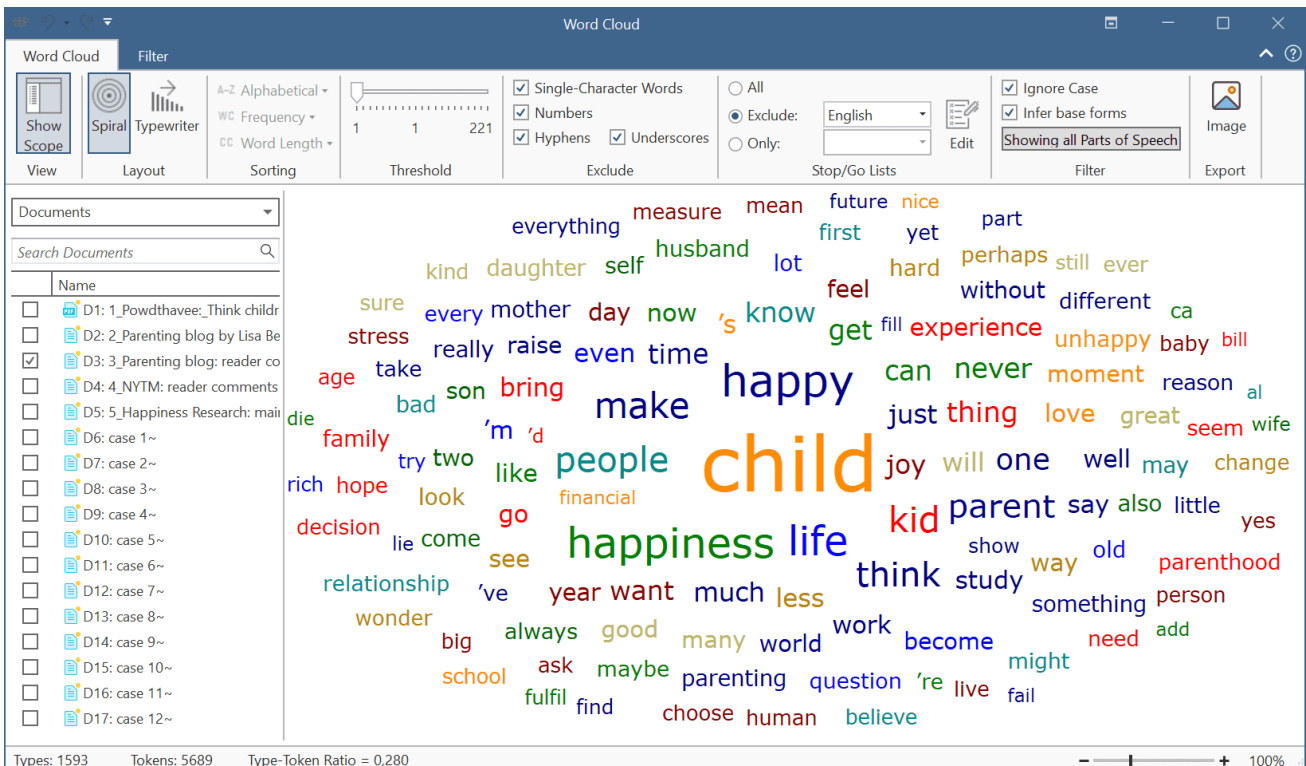 Word Cloud
Word Cloud Filter
Show Scope
Spiral Typewriter
A-Z Alphabetical
WC Frequency
CC Word Length
1 1 221
Single-Character Words
Numbers
Hyphens Underscores
All
Exclude: English
Only:
Edit
Ignore Case
Infer base forms
Showing all Parts of Speech
Image
View Layout Sorting Threshold Exclude Stop/Go Lists Filter Export
Documents
Search Documents
Name
D1: 1_Powdthavee:_Think childr
D2: 2_Parenting blog by Lisa Be
D3: 3_Parenting blog: reader co
D4: 4_NYTM: reader comments
D5: 5_Happiness Research: mai
D6: case 1~
D7: case 2~
D8: case 3~
D9: case 4~
D10: case 5~
D11: case 6~
D12: case 7~
D13: case 8~
D14: case 9~
D15: case 10~
D16: case 11~
D17: case 12~
everything measure mean future nice
husband first yet part
kind daughter self lot hard perhaps still ever
sure every mother day now 's know feel without different ca
stress really raise even time get fill experience unhappy baby bill
age take son bring happy can never moment reason al
die bad make just thing love great seem wife
family 'm 'd
try two like people child joy will one well may change
rich hope look financial
decision go kid parent say also little yes
lie come see happiness life show way old parenthood
relationship 've year want much less think study something person
wonder big always good many world work become might need add
school ask maybe parenting question 're live fail
fulfil find choose human believe
Types: 1593 Tokens: 5689 Type-Token Ratio = 0,280
100%